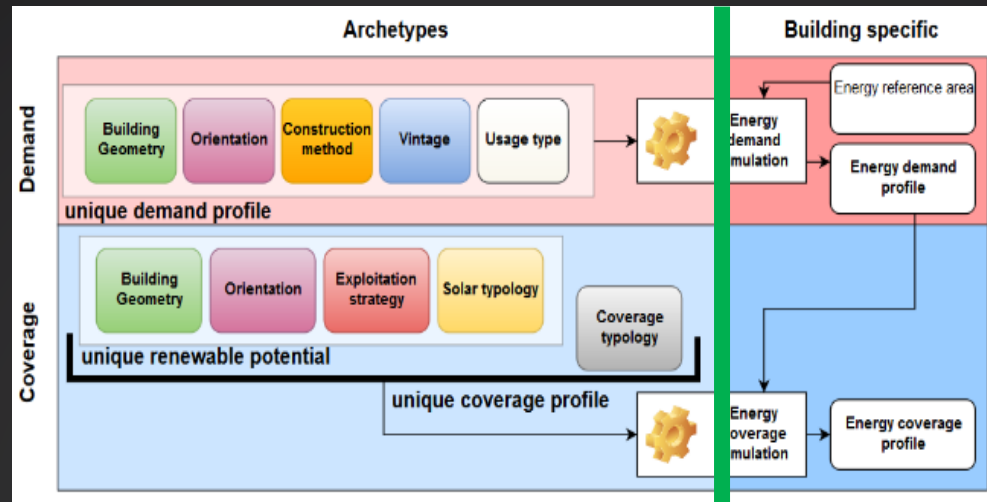 Archetypes
Building specific
Demand
Building
Geometry
Orientation
Construction
method
Vintage
Usage type
unique demand profile
Energy
demand
mulation
Energy reference area
Energy demand
profile
Coverage
Building
Geometry
Orientation
Exploitation
strategy
Solar typology
unique renewable potential
Coverage
typology
unique coverage profile
Energy
overage
mulation
Energy coverage
profile